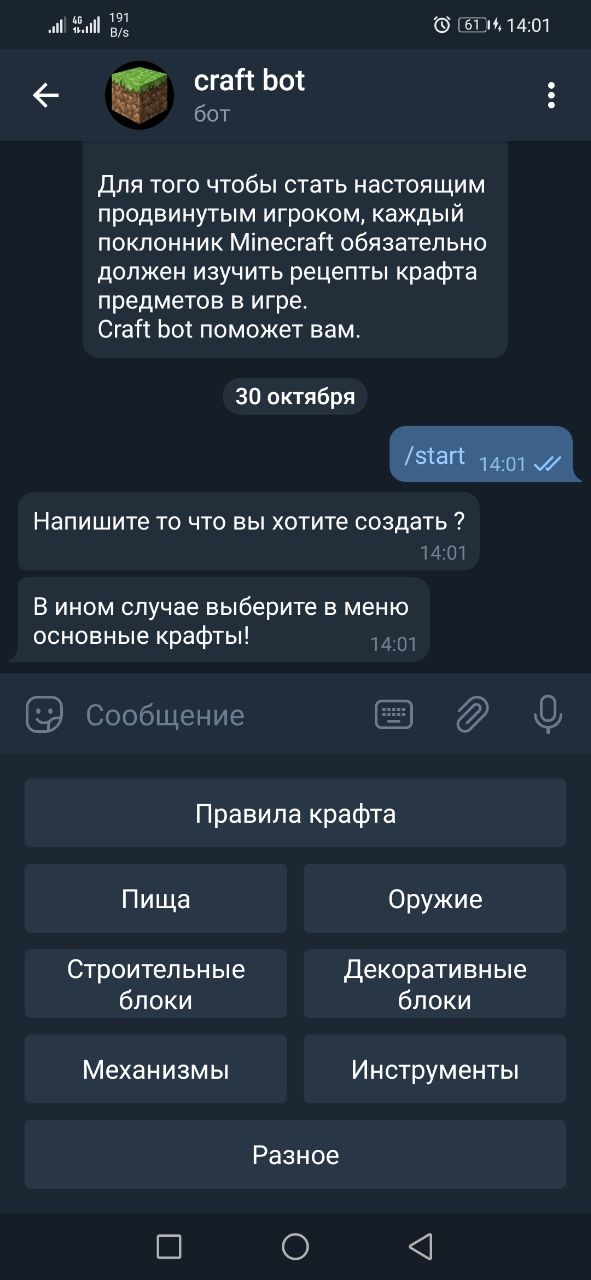 4G
191
B/s
61
14:01
craft bot
бот
Для того чтобы стать настоящим
продвинутым игроком, каждый
поклонник Minecraft обязательно
должен изучить рецепты крафта
предметов в игре.
Craft bot поможет вам.
30 октября
/start 14:01
Напишите то что вы хотите создать ?
14:01
В ином случае выберите в меню
основные крафты! 14:01
Сообщение
Правила крафта
Пища
Оружие
Строительные
блоки
Декоративные
блоки
Механизмы
Инструменты
Разное